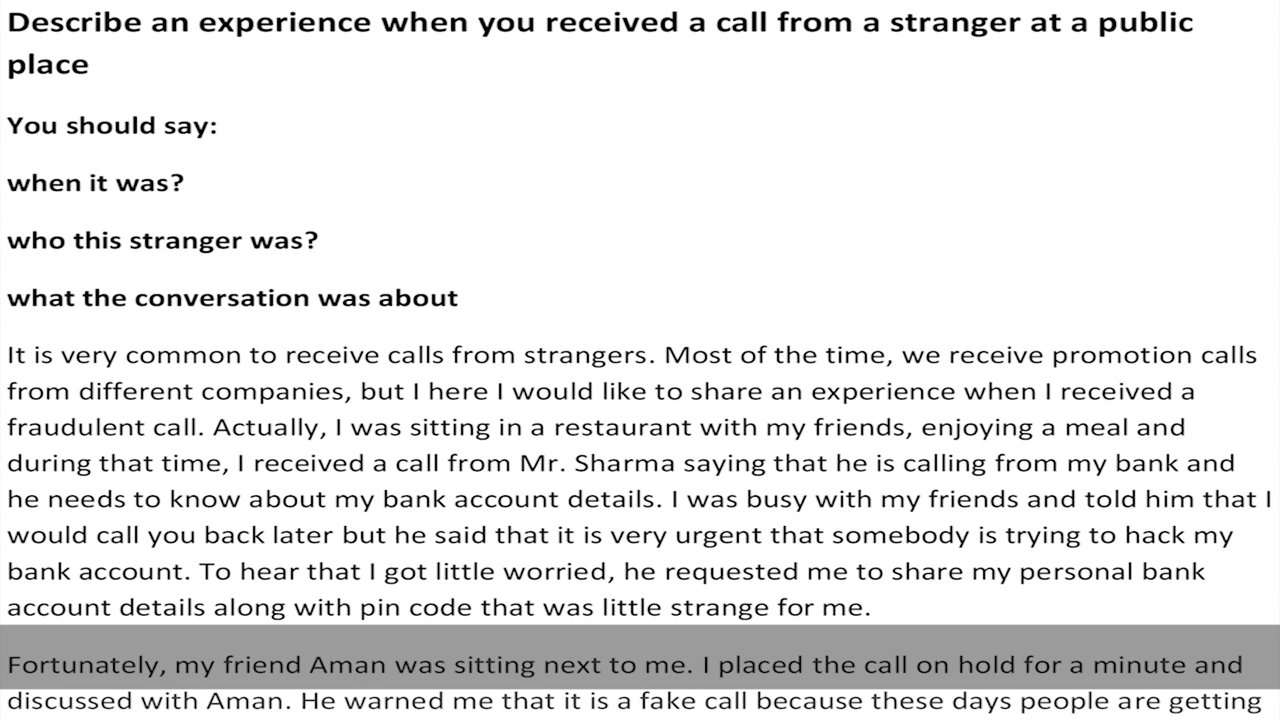 Describe an experience when you received a call from a stranger at a public
place
You should say:
when it was?
who this stranger was?
what the conversation was about
It is very common to receive calls from strangers. Most of the time, we receive promotion calls
from different companies, but I here I would like to share an experience when I received a
fraudulent call. Actually, I was sitting in a restaurant with my friends, enjoying a meal and
during that time, I received a call from Mr. Sharma saying that he is calling from my bank and
he needs to know about my bank account details. I was busy with my friends and told him that I
would call you back later but he said that it is very urgent that somebody is trying to hack my
bank account. To hear that I got little worried, he requested me to share my personal bank
account details along with pin code that was little strange for me.
Fortunately, my friend Aman was sitting next to me. I placed the call on hold for a minute and
discussed with Aman. He warned me that it is a fake call because these days people are getting